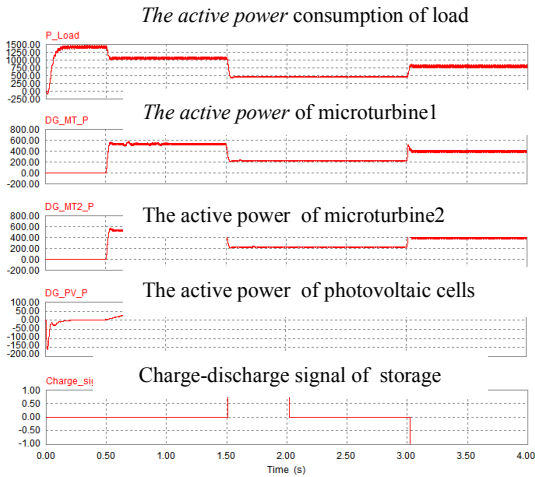 The active power consumption of load
P_Load
1500.00
1250.00
1000.00
750.00
500.00
250.00
0.00
-250.00
The active power of microturbine1
DG_MT_P
800.00
600.00
400.00
200.00
0.00
-200.00
The active power of microturbine2
DG_MT2_P
800.00
600.00
400.00
200.00
0.00
-200.00
The active power of photovoltaic cells
DG_PV_P
100.00
50.00
0.00
-50.00
-100.00
-150.00
-200.00
Charge-discharge signal of storage
Charge_si
1.00
0.50
0.00
-0.50
-1.00
0.00 0.50 1.00 1.50 2.00 2.50 3.00 3.50 4.00
Time (s)